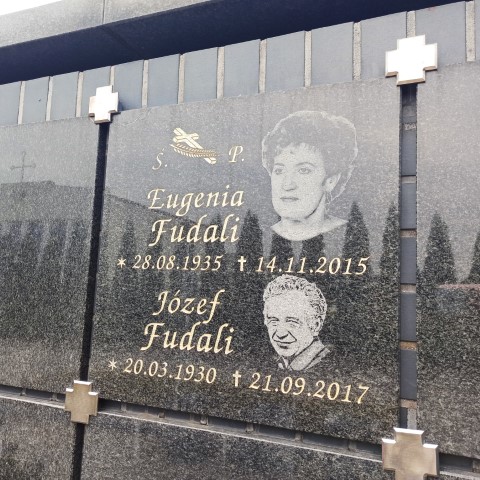 Ś. P.
Eugenia
Fudali
* 28.08.1935 † 14.11.2015
Józef
Fudali
* 20.03.1930 † 21.09.2017